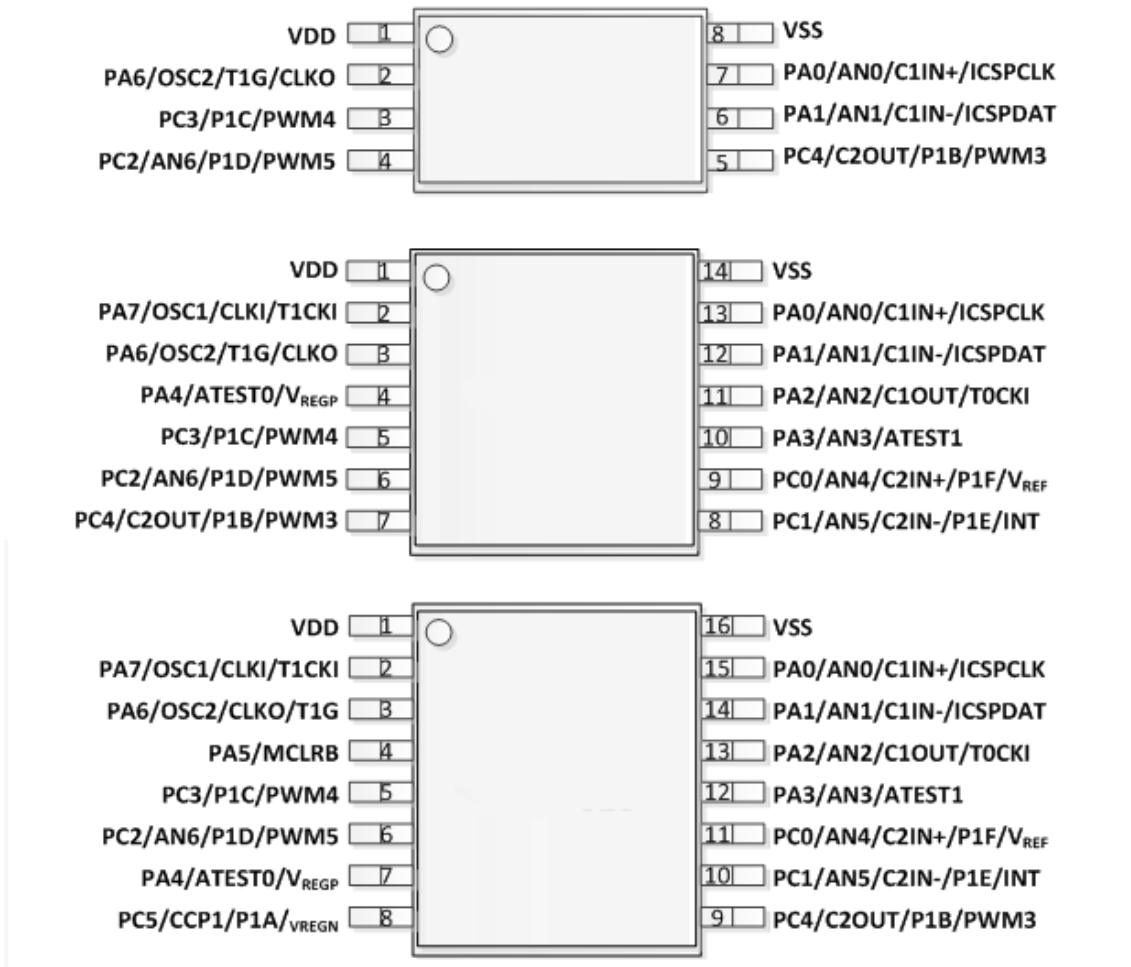 VDD 1 8 VSS
PA6/OSC2/T1G/CLKO 2 7 PA0/AN0/C1IN+/ICSPCLK
PC3/P1C/PWM4 3 6 PA1/AN1/C1IN-/ICSPDAT
PC2/AN6/P1D/PWM5 4 5 PC4/C2OUT/P1B/PWM3
VDD 1 14 VSS
PA7/OSC1/CLKI/T1CKI 2 13 PA0/AN0/C1IN+/ICSPCLK
PA6/OSC2/T1G/CLKO 3 12 PA1/AN1/C1IN-/ICSPDAT
PA4/ATEST0/VREGP 4 11 PA2/AN2/C1OUT/T0CKI
PC3/P1C/PWM4 5 10 PA3/AN3/ATEST1
PC2/AN6/P1D/PWM5 6 9 PC0/AN4/C2IN+/P1F/VREF
PC4/C2OUT/P1B/PWM3 7 8 PC1/AN5/C2IN-/P1E/INT
VDD 1 16 VSS
PA7/OSC1/CLKI/T1CKI 2 15 PA0/AN0/C1IN+/ICSPCLK
PA6/OSC2/CLKO/T1G 3 14 PA1/AN1/C1IN-/ICSPDAT
PA5/MCLRB 4 13 PA2/AN2/C1OUT/T0CKI
PC3/P1C/PWM4 5 12 PA3/AN3/ATEST1
PC2/AN6/P1D/PWM5 6 11 PC0/AN4/C2IN+/P1F/VREF
PA4/ATEST0/VREGP 7 10 PC1/AN5/C2IN-/P1E/INT
PC5/CCP1/P1A/VREGN 8 9 PC4/C2OUT/P1B/PWM3